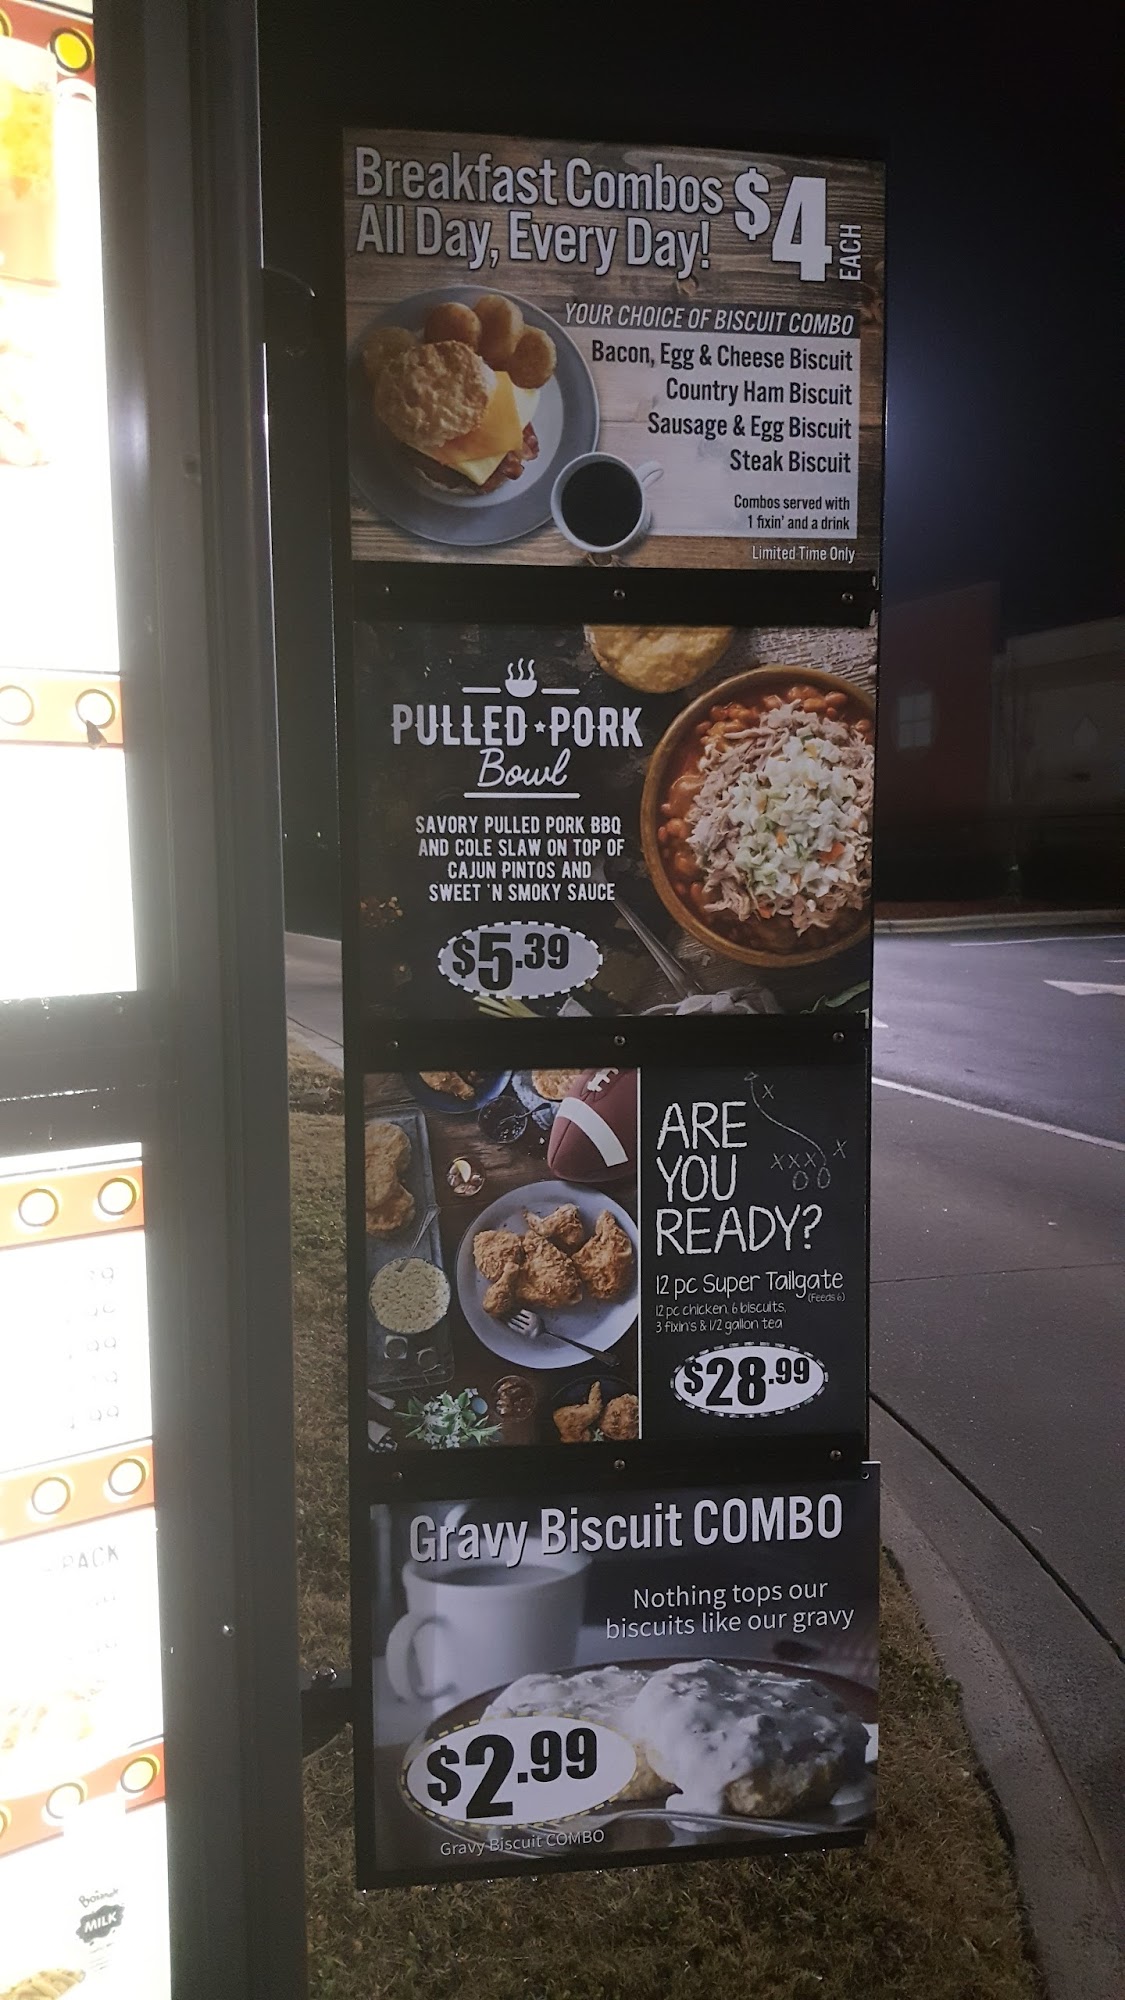 Breakfast Combos
All Day, Every Day!
$4 EACH
YOUR CHOICE OF BISCUIT COMBO
Bacon, Egg & Cheese Biscuit
Country Ham Biscuit
Sausage & Egg Biscuit
Steak Biscuit
Combos served with
1 fixin' and a drink
Limited Time Only
PULLED★PORK
Bowl
SAVORY PULLED PORK BBQ
AND COLE SLAW ON TOP OF
CAJUN PINTOS AND
SWEET 'N SMOKY SAUCE
$5.39
ARE
YOU
READY?
12 pc Super Tailgate
(Feeds 6)
12 pc chicken, 6 biscuits,
3 fixin's & 1/2 gallon tea
$28.99
Gravy Biscuit COMBO
Nothing tops our
biscuits like our gravy
$2.99
Gravy Biscuit COMBO
PACK
MILK